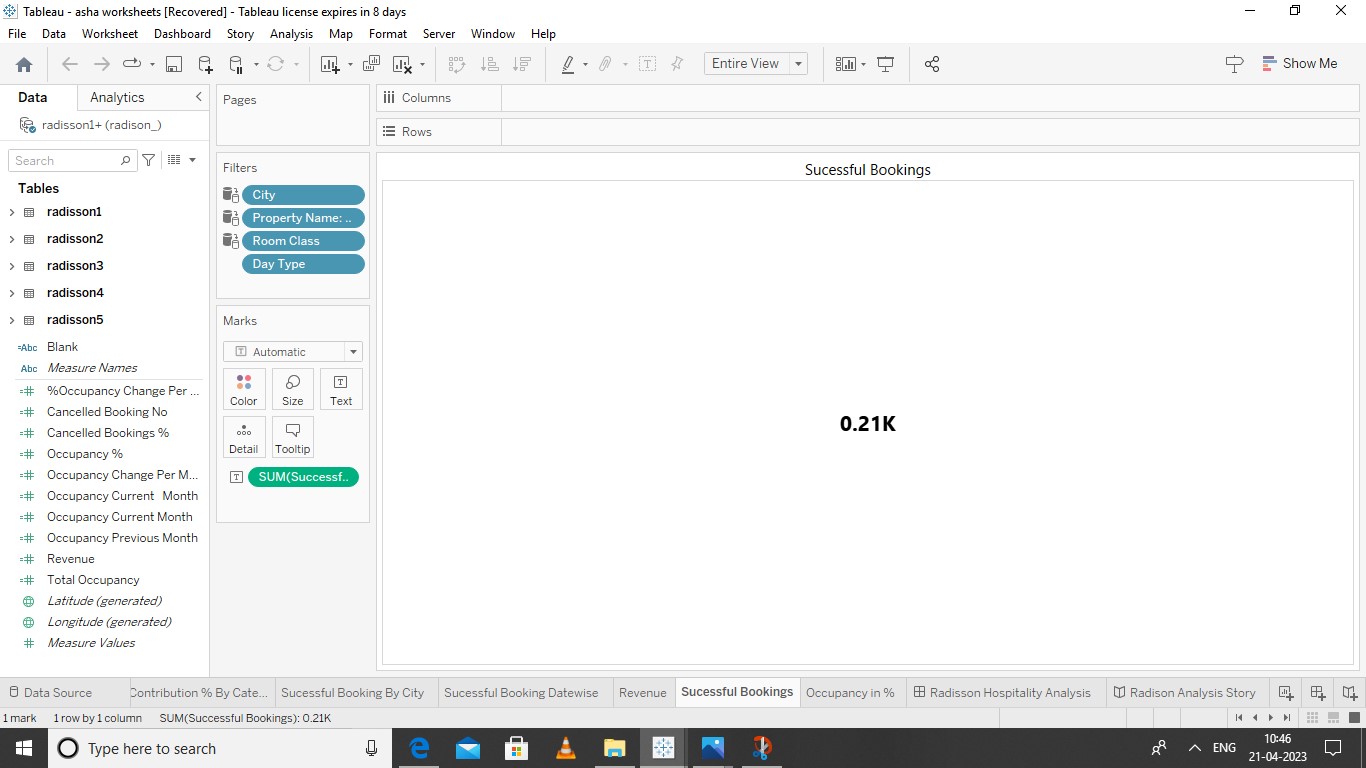 Tableau - asha worksheets [Recovered] - Tableau license expires in 8 days
File Data Worksheet Dashboard Story Analysis Map Format Server Window Help
Entire View
Show Me
Data Analytics
radisson1+ (radison_)
Search
Tables
radisson1
radisson2
radisson3
radisson4
radisson5
=Abc Blank
Abc Measure Names
%Occupancy Change Per ...
Cancelled Booking No
Cancelled Bookings %
Occupancy %
Occupancy Change Per M...
Occupancy Current  Month
Occupancy Current Month
Occupancy Previous Month
Revenue
Total Occupancy
Latitude (generated)
Longitude (generated)
Measure Values
Pages
Filters
City
Property Name: ..
Room Class
Day Type
Marks
Automatic
Color Size Text
Detail Tooltip
SUM(Successf..
Columns
Rows
Sucessful Bookings
0.21K
Data Source Contribution % By Cate... Sucessful Booking By City Sucessful Booking Datewise Revenue Sucessful Bookings Occupancy in % Radisson Hospitality Analysis Radison Analysis Story
1 mark 1 row by 1 column SUM(Successful Bookings): 0.21K
Type here to search
ENG
10:46
21-04-2023